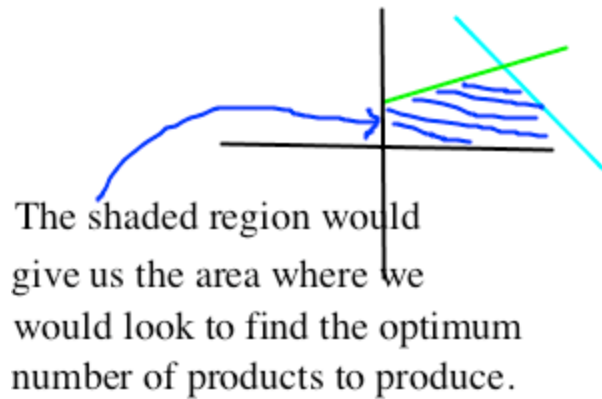 The shaded region would
give us the area where we
would look to find the optimum
number of products to produce.